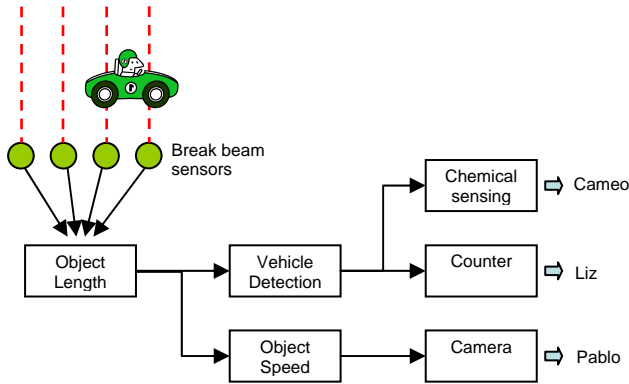 Break beam
sensors
Chemical
sensing
Cameo
Object
Length
Vehicle
Detection
Counter
Liz
Object
Speed
Camera
Pablo